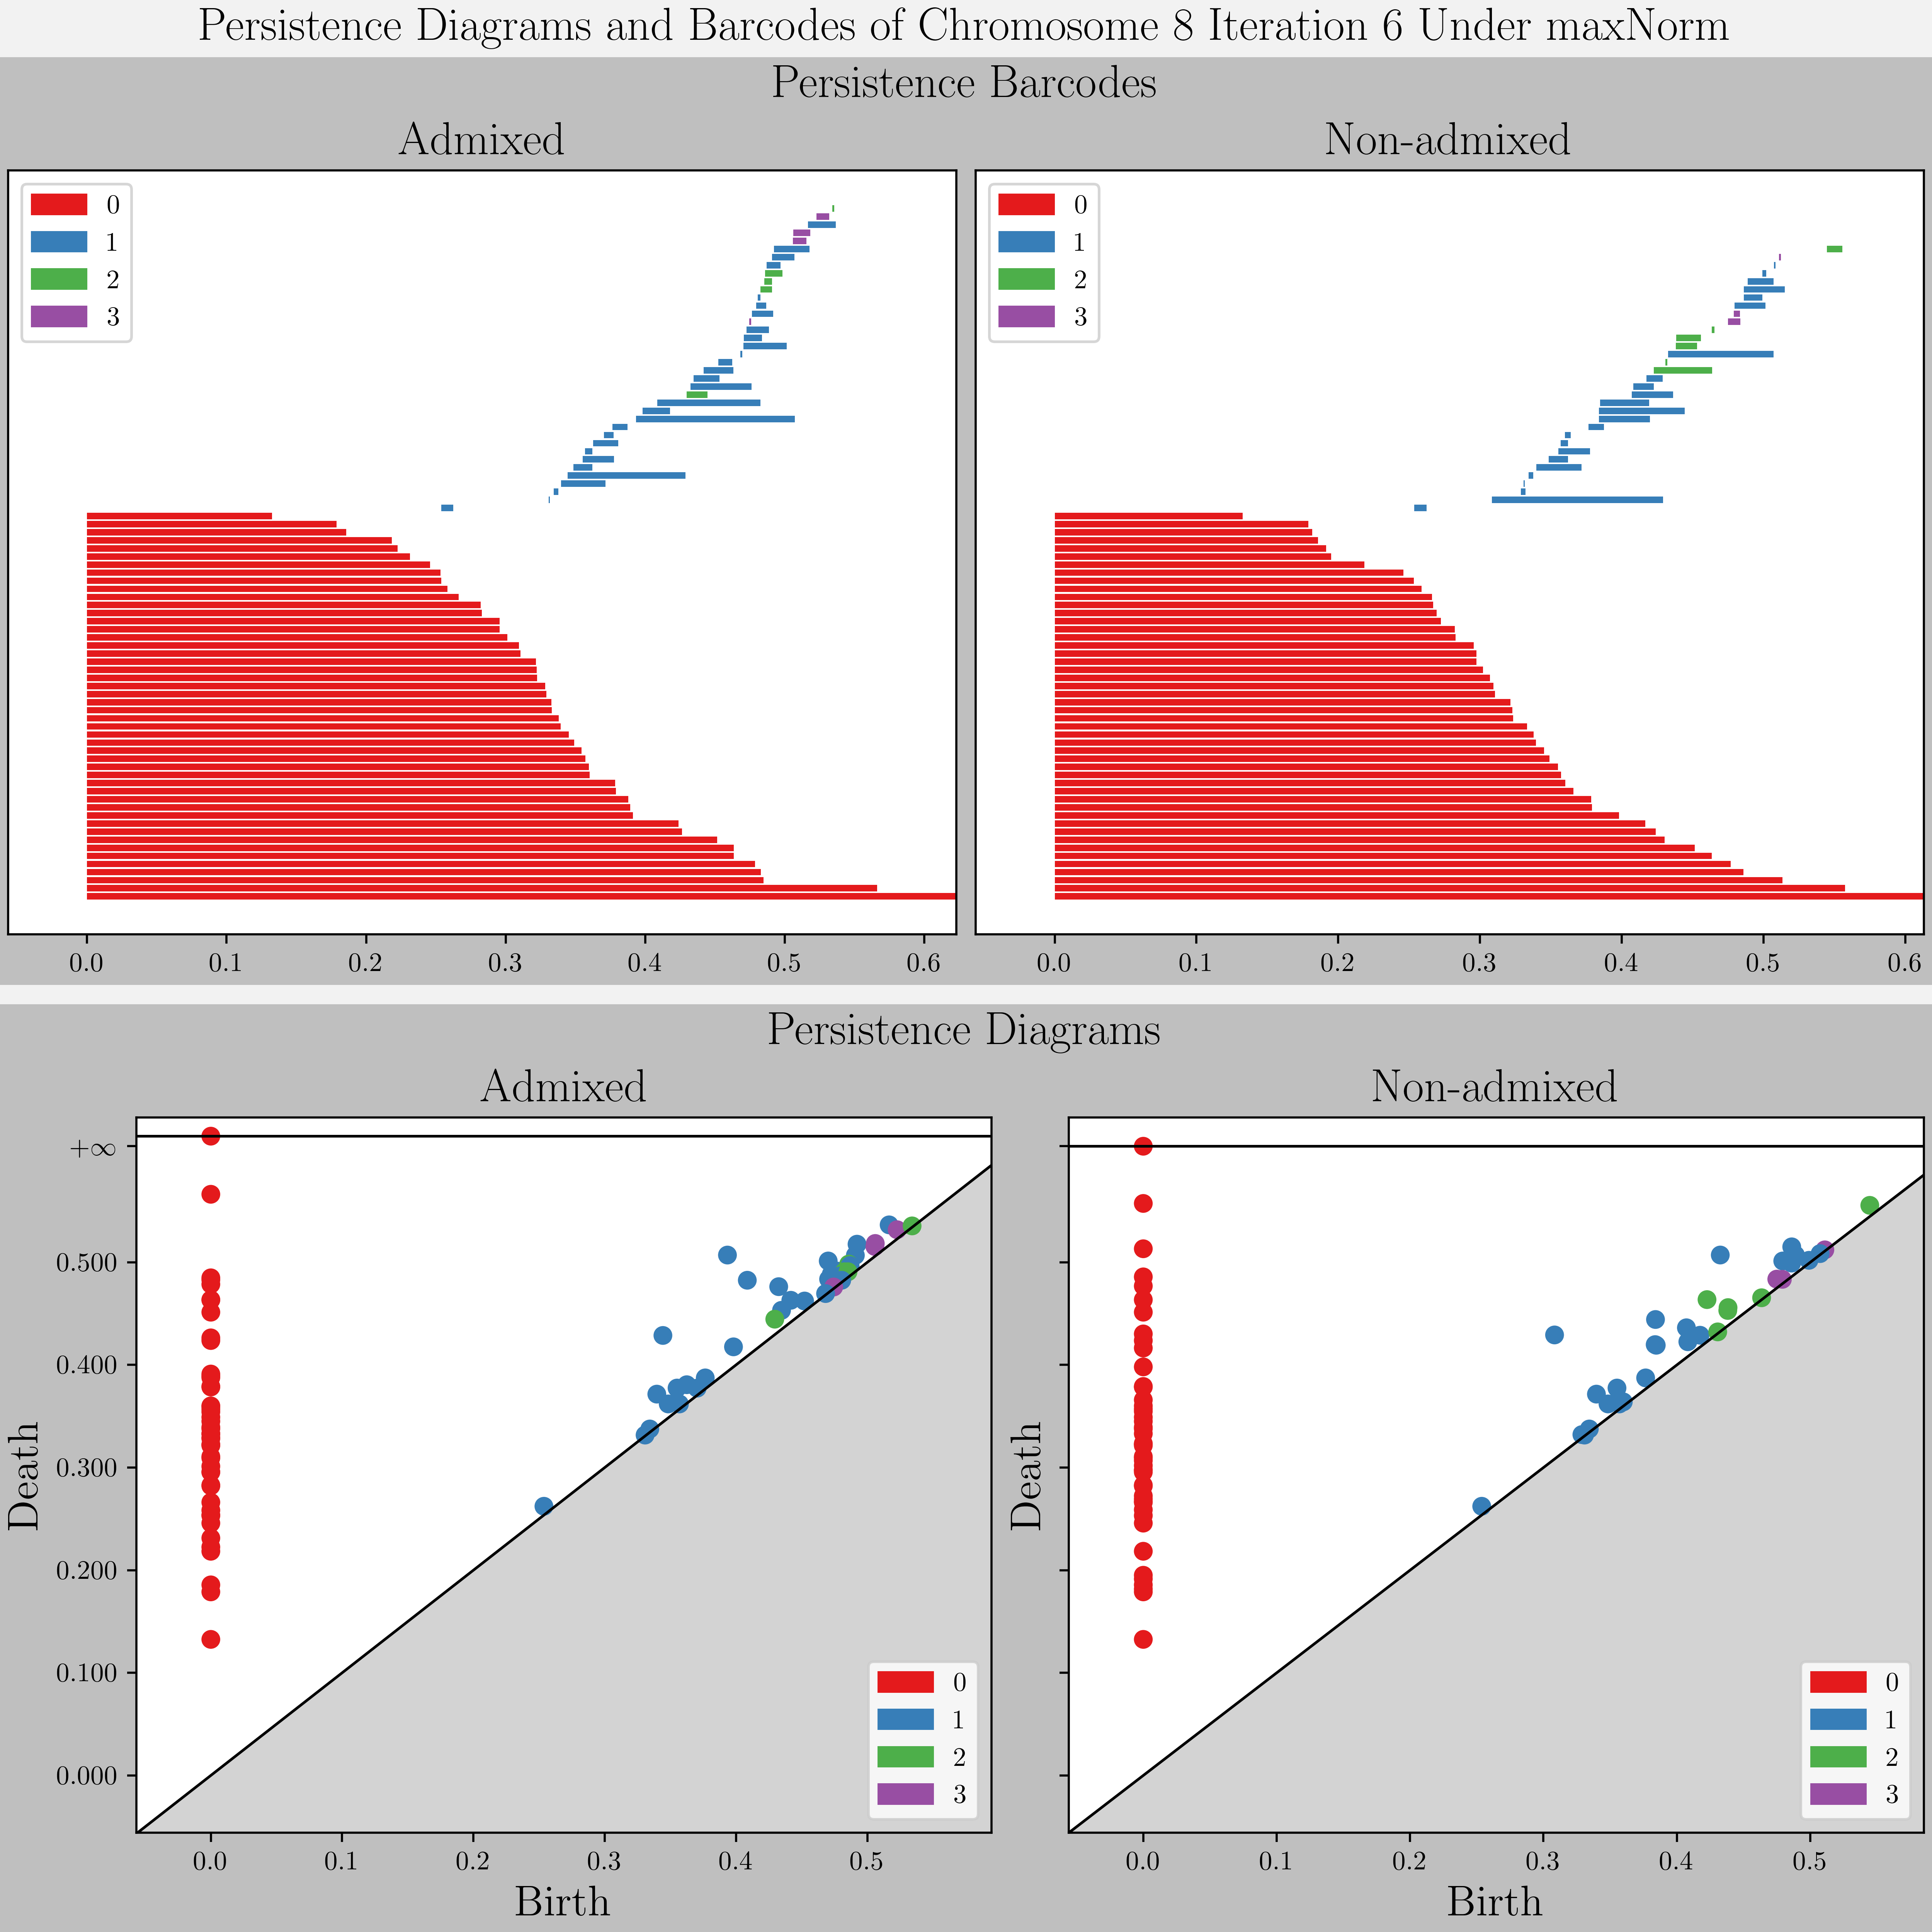 Persistence Diagrams and Barcodes of Chromosome 8 Iteration 6 Under maxNorm
Persistence Barcodes
Admixed
0
1
2
3
0.0 0.1 0.2 0.3 0.4 0.5 0.6
Non-admixed
0
1
2
3
0.0 0.1 0.2 0.3 0.4 0.5 0.6
Persistence Diagrams
Admixed
+∞
0.500
0.400
0.300
0.200
0.100
0.000
Death
0
1
2
3
0.0 0.1 0.2 0.3 0.4 0.5
Birth
Non-admixed
Death
0
1
2
3
0.0 0.1 0.2 0.3 0.4 0.5
Birth